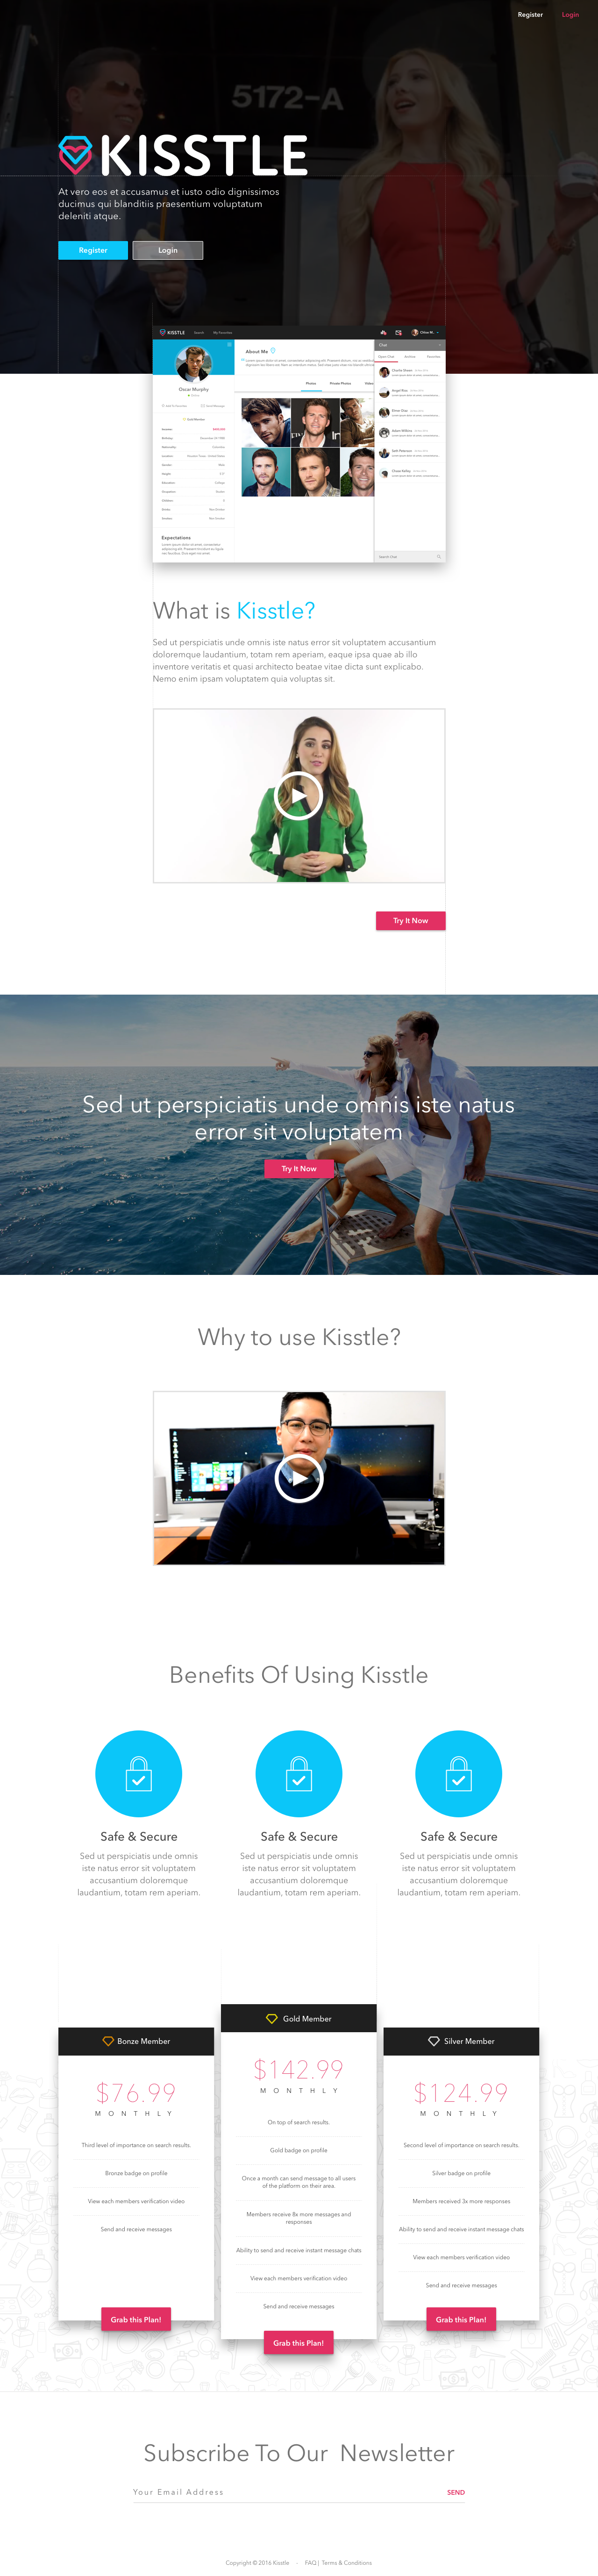 Register Login
5172-A
KISSTLE
At vero eos et accusamus et iusto odio dignissimos
ducimus qui blanditiis praesentium voluptatum
deleniti atque.
Register Login
KISSTLE Search My Favorites
Chat
About Me
Open Chat Archive Favorites
Photos Private Photos
Oscar Murphy
Expectations
Search Chat
What is Kisstle?
Sed ut perspiciatis unde omnis iste natus error sit voluptatem accusantium
doloremque laudantium, totam rem aperiam, eaque ipsa quae ab illo
inventore veritatis et quasi architecto beatae vitae dicta sunt explicabo.
Nemo enim ipsam voluptatem quia voluptas sit.
Try It Now
Sed ut perspiciatis unde omnis iste natus
error sit voluptatem
Try It Now
Why to use Kisstle?
Benefits Of Using Kisstle
Safe & Secure
Sed ut perspiciatis unde omnis
iste natus error sit voluptatem
accusantium doloremque
laudantium, totam rem aperiam.
Safe & Secure
Sed ut perspiciatis unde omnis
iste natus error sit voluptatem
accusantium doloremque
laudantium, totam rem aperiam.
Safe & Secure
Sed ut perspiciatis unde omnis
iste natus error sit voluptatem
accusantium doloremque
laudantium, totam rem aperiam.
Bonze Member
$76.99
MONTHLY
Third level of importance on search results.
Bronze badge on profile
View each members verification video
Send and receive messages
Grab this Plan!
Gold Member
$142.99
MONTHLY
On top of search results.
Gold badge on profile
Once a month can send message to all users
of the platform on their area.
Members receive 8x more messages and
responses
Ability to send and receive instant message chats
View each members verification video
Send and receive messages
Grab this Plan!
Silver Member
$124.99
MONTHLY
Second level of importance on search results.
Silver badge on profile
Members received 3x more responses
Ability to send and receive instant message chats
View each members verification video
Send and receive messages
Grab this Plan!
Subscribe To Our Newsletter
Your Email Address SEND
Copyright © 2016 Kisstle - FAQ | Terms & Conditions